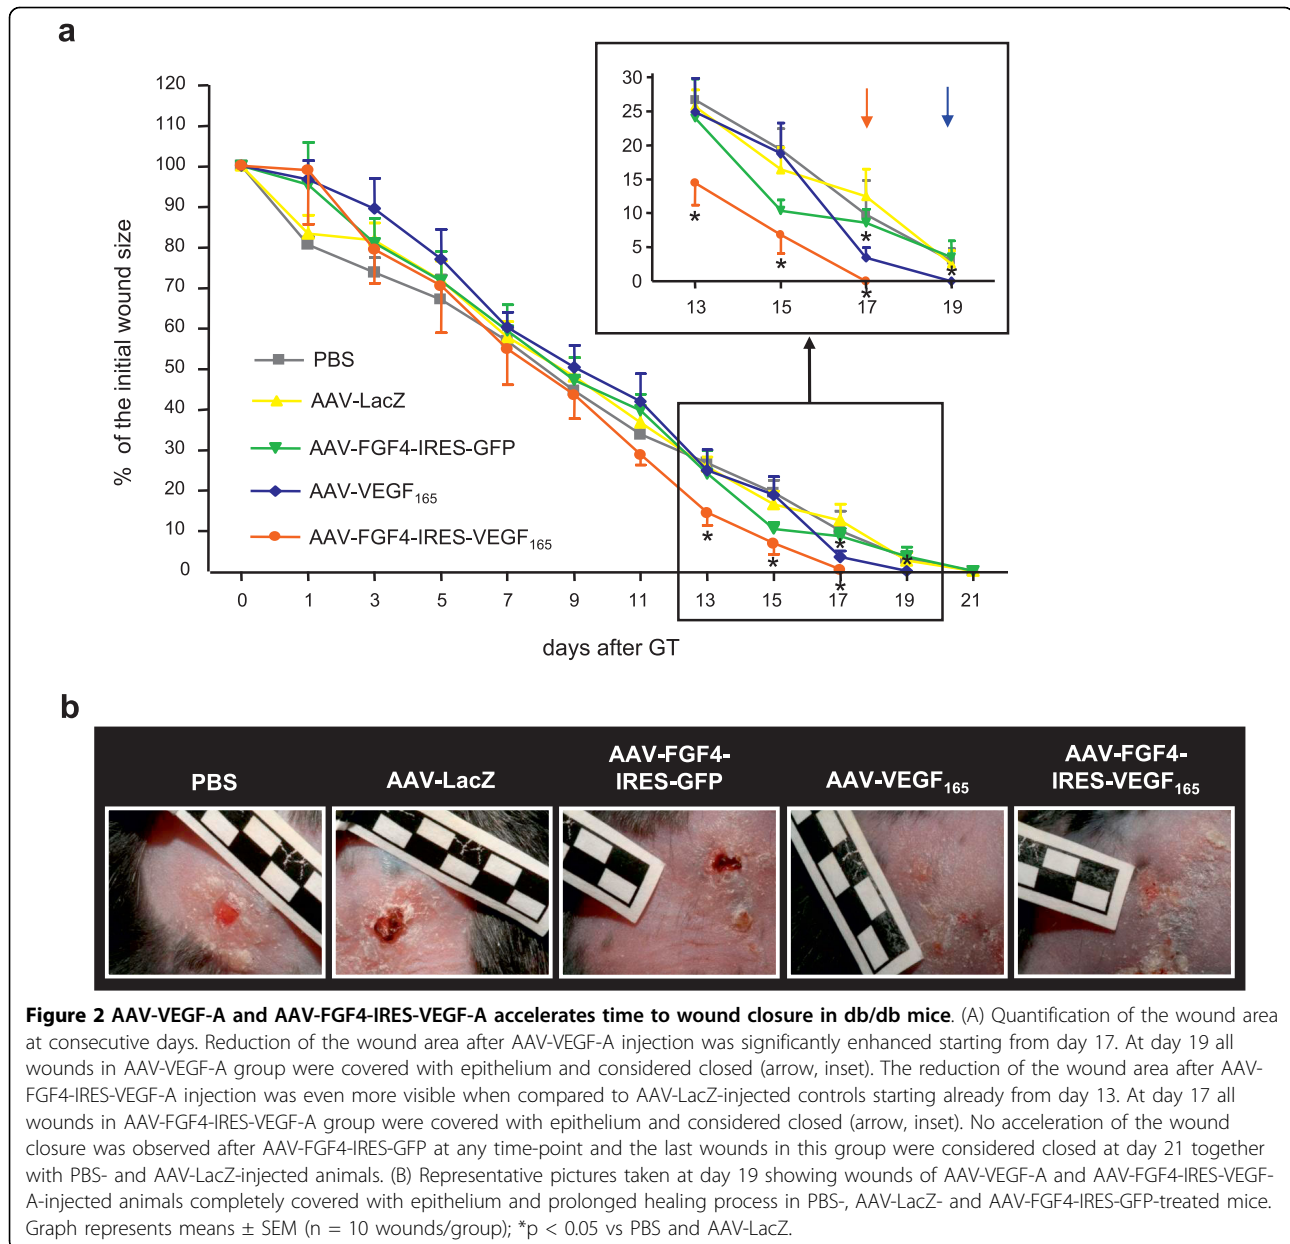 a
% of the initial wound size
120
110
100
90
80
70
60
50
40
30
20
10
0
0 1 3 5 7 9 11 13 15 17 19 21
days after GT
PBS
AAV-LacZ
AAV-FGF4-IRES-GFP
AAV-VEGF165
AAV-FGF4-IRES-VEGF165
* * * * *
30
25
20
15
10
5
0
13 15 17 19
* * * * *
b
PBS
AAV-LacZ
AAV-FGF4-
IRES-GFP
AAV-VEGF165
AAV-FGF4-
IRES-VEGF165
Figure 2 AAV-VEGF-A and AAV-FGF4-IRES-VEGF-A accelerates time to wound closure in db/db mice. (A) Quantification of the wound area
at consecutive days. Reduction of the wound area after AAV-VEGF-A injection was significantly enhanced starting from day 17. At day 19 all
wounds in AAV-VEGF-A group were covered with epithelium and considered closed (arrow, inset). The reduction of the wound area after AAV-
FGF4-IRES-VEGF-A injection was even more visible when compared to AAV-LacZ-injected controls starting already from day 13. At day 17 all
wounds in AAV-FGF4-IRES-VEGF-A group were covered with epithelium and considered closed (arrow, inset). No acceleration of the wound
closure was observed after AAV-FGF4-IRES-GFP at any time-point and the last wounds in this group were considered closed at day 21 together
with PBS- and AAV-LacZ-injected animals. (B) Representative pictures taken at day 19 showing wounds of AAV-VEGF-A and AAV-FGF4-IRES-VEGF-
A-injected animals completely covered with epithelium and prolonged healing process in PBS-, AAV-LacZ- and AAV-FGF4-IRES-GFP-treated mice.
Graph represents means ± SEM (n = 10 wounds/group); *p < 0.05 vs PBS and AAV-LacZ.